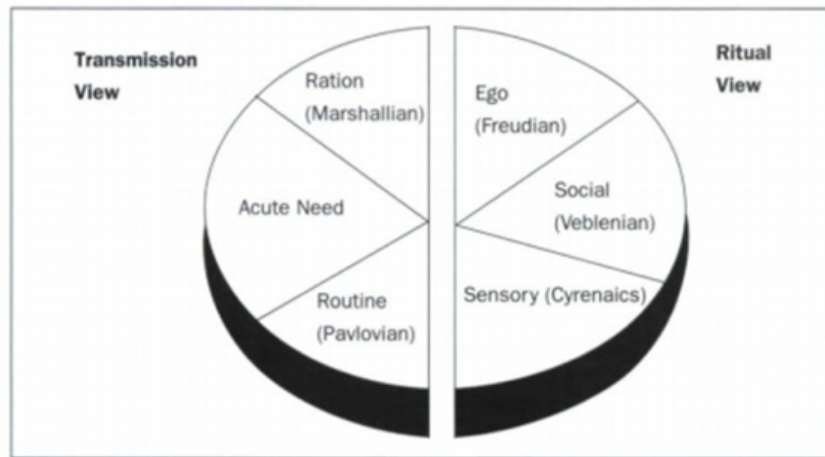 Transmission
View
Ration
(Marshallian)
Acute Need
Routine
(Pavlovian)
Ego
(Freudian)
Social
(Veblenian)
Sensory (Cyrenaics)
Ritual
View